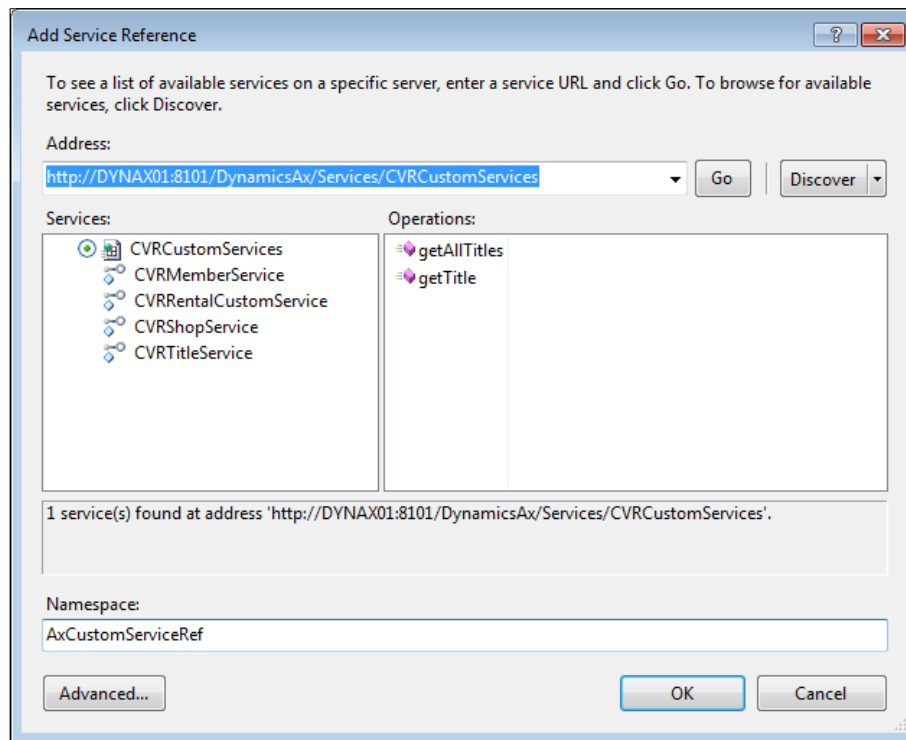 Add Service Reference
To see a list of available services on a specific server, enter a service URL and click Go. To browse for available
services, click Discover.
Address:
http://DYNAX01:8101/DynamicsAx/Services/CVRCustomServices
Go
Discover
Services:
Operations:
CVRCustomServices
CVRMemberService
CVRRentalCustomService
CVRShopService
CVRTitleService
getAllTitles
getTitle
1 service(s) found at address 'http://DYNAX01:8101/DynamicsAx/Services/CVRCustomServices'.
Namespace:
AxCustomServiceRef
Advanced...
OK
Cancel